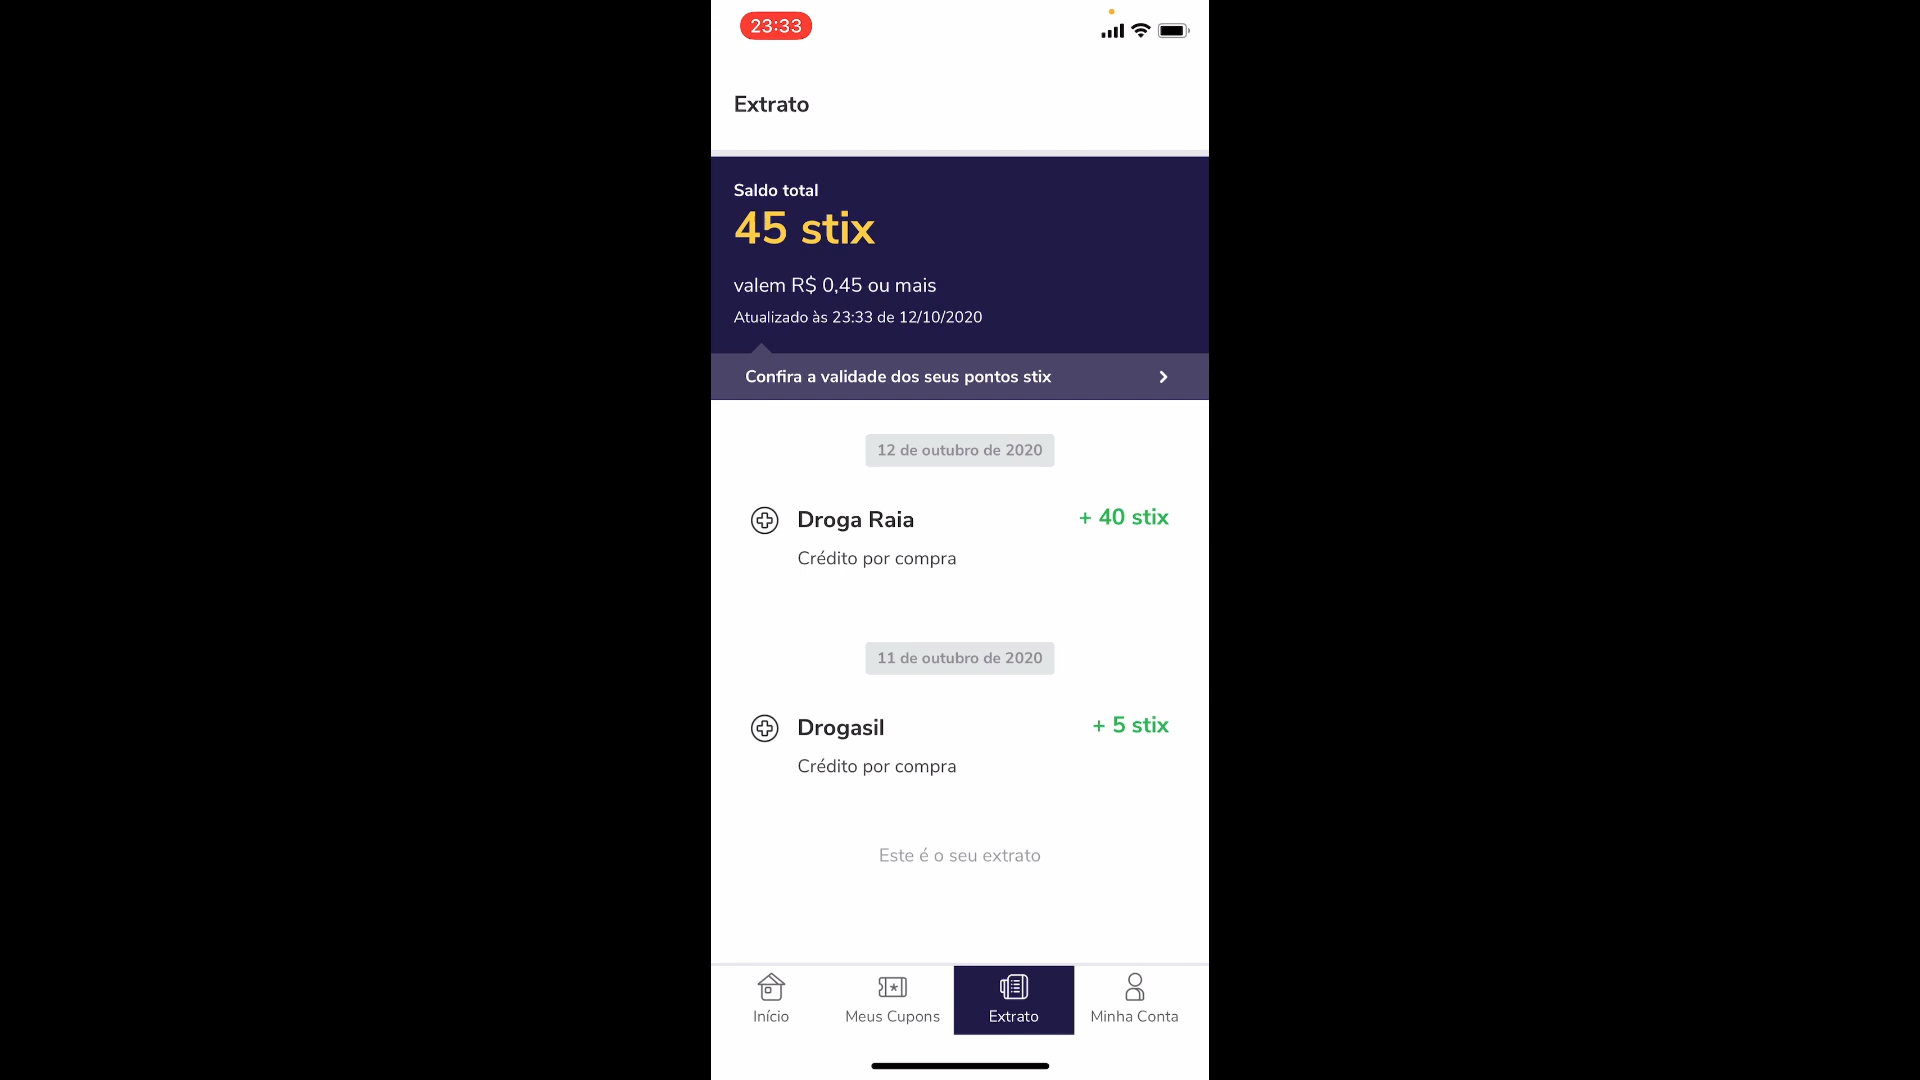 23:33
Extrato
Saldo total
45 stix
valem R$ 0,45 ou mais
Atualizado às 23:33 de 12/10/2020
Confira a validade dos seus pontos stix
12 de outubro de 2020
Droga Raia
+ 40 stix
Crédito por compra
11 de outubro de 2020
Drogasil
+ 5 stix
Crédito por compra
Este é o seu extrato
Início
Meus Cupons
Extrato
Minha Conta